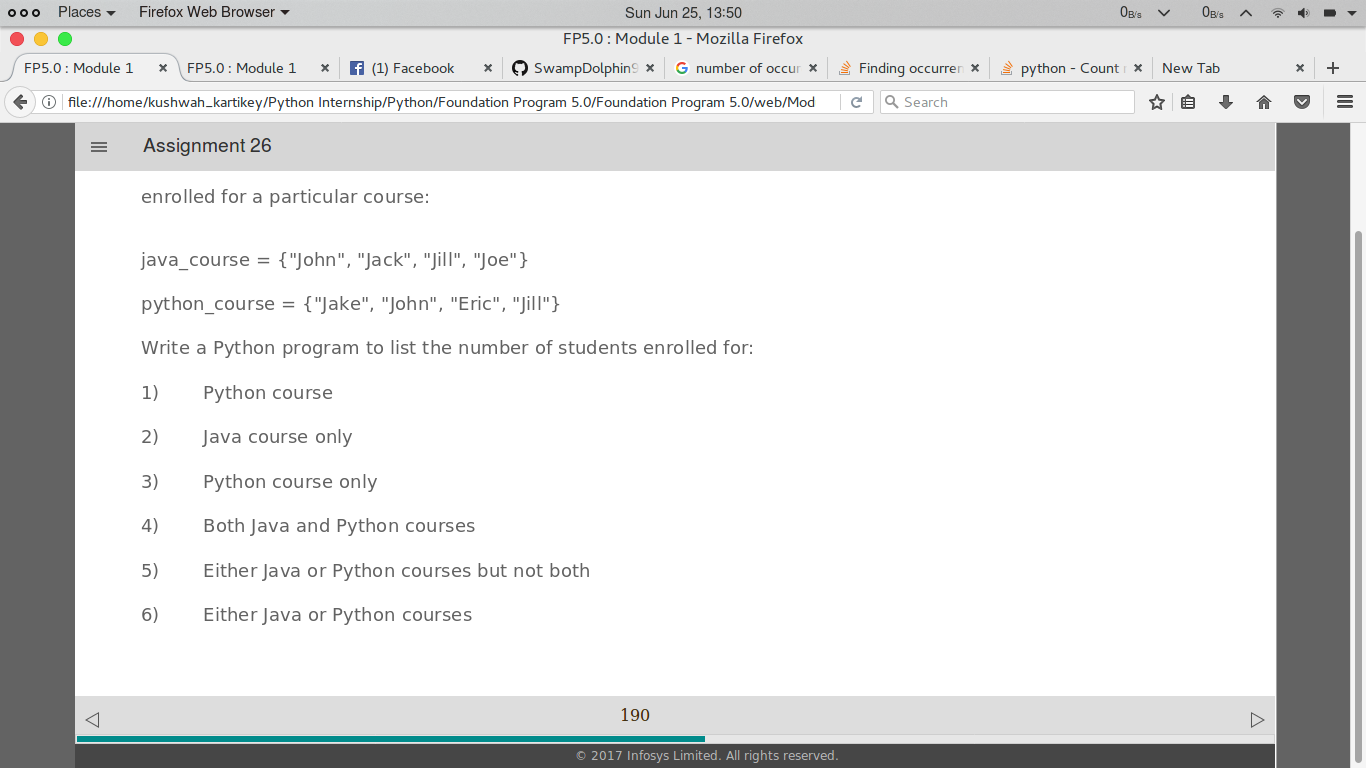 Places Firefox Web Browser Sun Jun 25, 13:50 0B/s 0B/s
FP5.0 : Module 1 - Mozilla Firefox
FP5.0 : Module 1 FP5.0 : Module 1 (1) Facebook SwampDolphin9 number of occur Finding occurren python - Count New Tab
file:///home/kushwah_kartikey/Python Internship/Python/Foundation Program 5.0/Foundation Program 5.0/web/Mod Search
Assignment 26
enrolled for a particular course:
java_course = {"John", "Jack", "Jill", "Joe"}
python_course = {"Jake", "John", "Eric", "Jill"}
Write a Python program to list the number of students enrolled for:
1) Python course
2) Java course only
3) Python course only
4) Both Java and Python courses
5) Either Java or Python courses but not both
6) Either Java or Python courses
190
© 2017 Infosys Limited. All rights reserved.